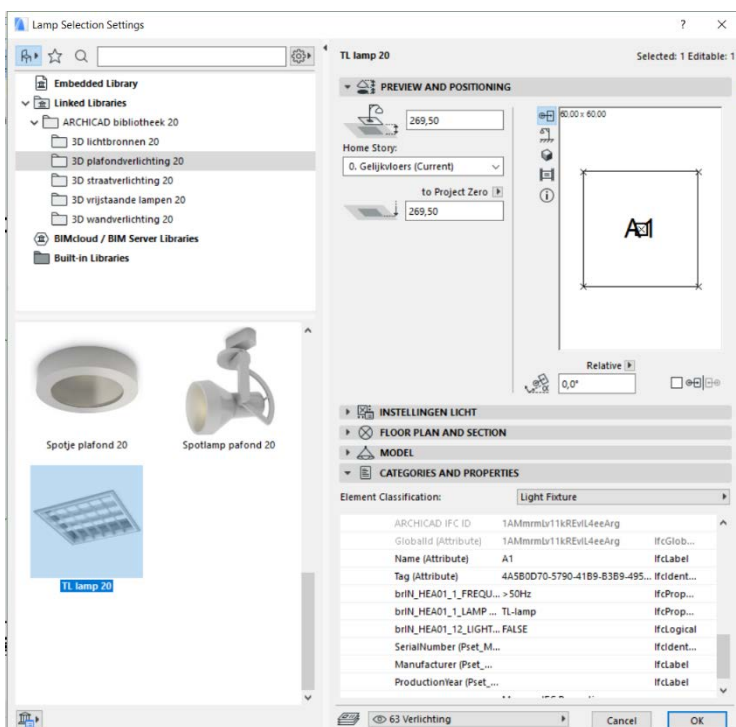 Lamp Selection Settings
? ×
Embedded Library
Linked Libraries
ARCHICAD bibliotheek 20
3D lichtbronnen 20
3D plafondverlichting 20
3D straatverlichting 20
3D vrijstaande lampen 20
3D wandverlichting 20
BIMcloud / BIM Server Libraries
Built-in Libraries
Spotje plafond 20
Spotlamp pafond 20
TL lamp 20
TL lamp 20
Selected: 1 Editable: 1
PREVIEW AND POSITIONING
269,50
Home Story:
0. Gelijkvloers (Current)
to Project Zero
269,50
60,00 x 60,00
A1
Relative
α
0,0°
INSTELLINGEN LICHT
FLOOR PLAN AND SECTION
MODEL
CATEGORIES AND PROPERTIES
Element Classification: Light Fixture
ARCHICAD IFC ID 1AMmrmLv11kREvIL4eeArg
GlobalId (Attribute) 1AMmrmLv11kREvIL4eeArg IfcGlob...
Name (Attribute) A1 IfcLabel
Tag (Attribute) 4A5B0D70-5790-41B9-B3B9-495... IfcIdent...
brIN_HEA01_1_FREQU... >50Hz IfcProp...
brIN_HEA01_1_LAMP ... TL-lamp IfcProp...
brIN_HEA01_12_LIGHT... FALSE IfcLogical
SerialNumber (Pset_M... IfcIdent...
Manufacturer (Pset_... IfcLabel
ProductionYear (Pset_... IfcLabel
63 Verlichting
Cancel OK